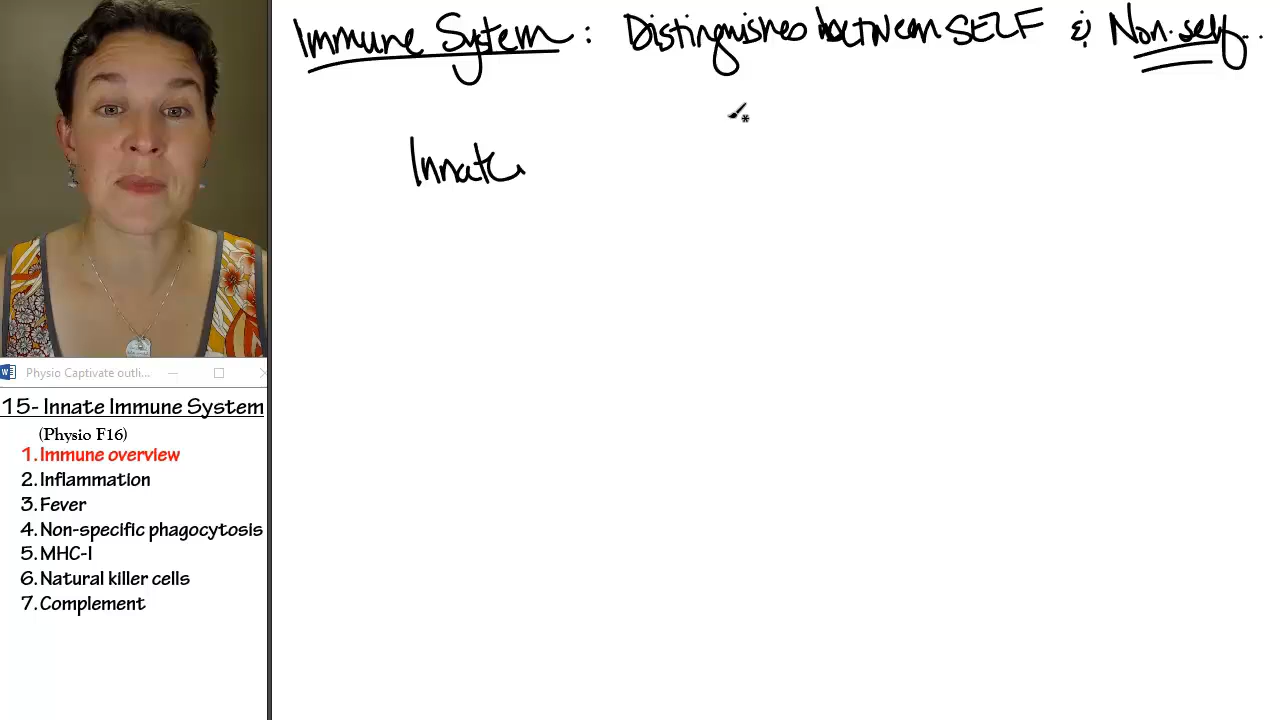 Immune System : Distinguishes between SELF & Non-self...
Innate
Physio Captivate outli...
15- Innate Immune System
(Physio F16)
1. Immune overview
2. Inflammation
3. Fever
4. Non-specific phagocytosis
5. MHC-I
6. Natural killer cells
7. Complement